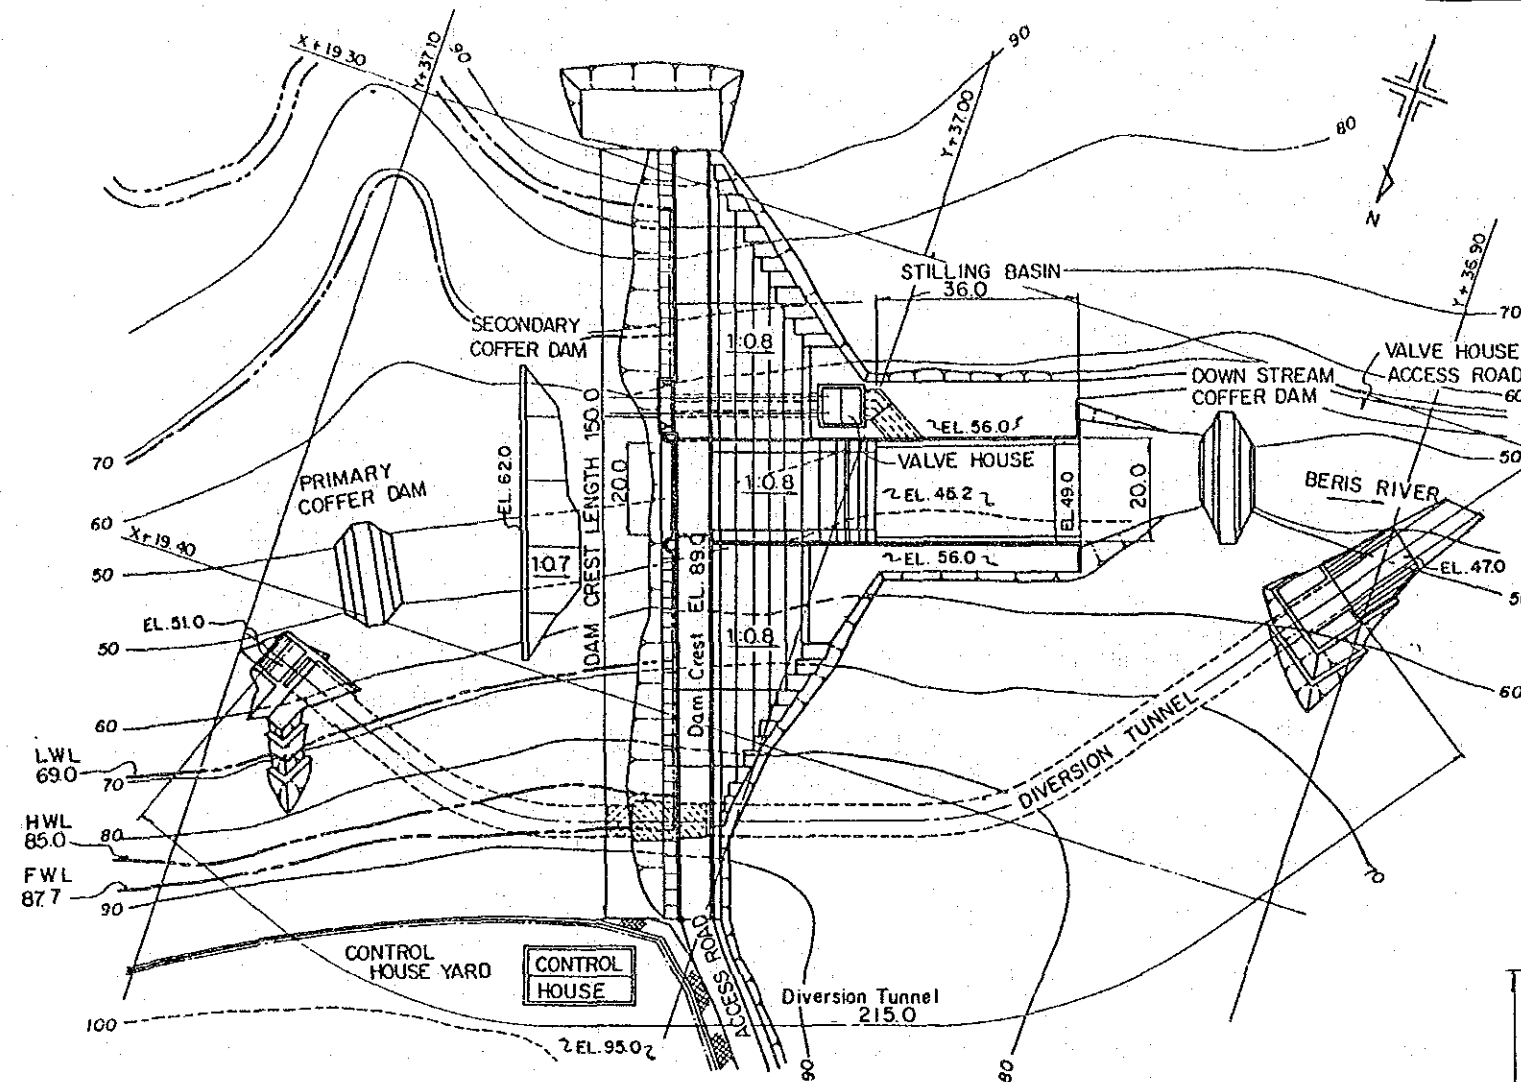 X + 19.30
Y + 37.10
90
90
Y + 37.00
80
N
STILLING BASIN
36.0
Y + 36.90
70
SECONDARY
COFFER DAM
1:0.8
VALVE HOUSE
ACCESS ROAD
60
DOWN STREAM
COFFER DAM
EL. 56.0
DAM CREST LENGTH 150.0
EL. 62.0
20.0
VALVE HOUSE
1:0.8
EL. 46.2
EL. 49.0
20.0
50
BERIS RIVER
70
PRIMARY
COFFER DAM
60
X + 19.40
50
1:0.7
Dam Crest EL. 89.0
EL. 56.0
EL. 47.0
50
EL. 51.0
50
1:0.8
60
60
LWL
69.0
70
DIVERSION TUNNEL
HWL
85.0
80
70
FWL
87.7
90
CONTROL
HOUSE YARD
CONTROL
HOUSE
ACCESS ROAD
Diversion Tunnel
215.0
100
EL. 95.0
90
80